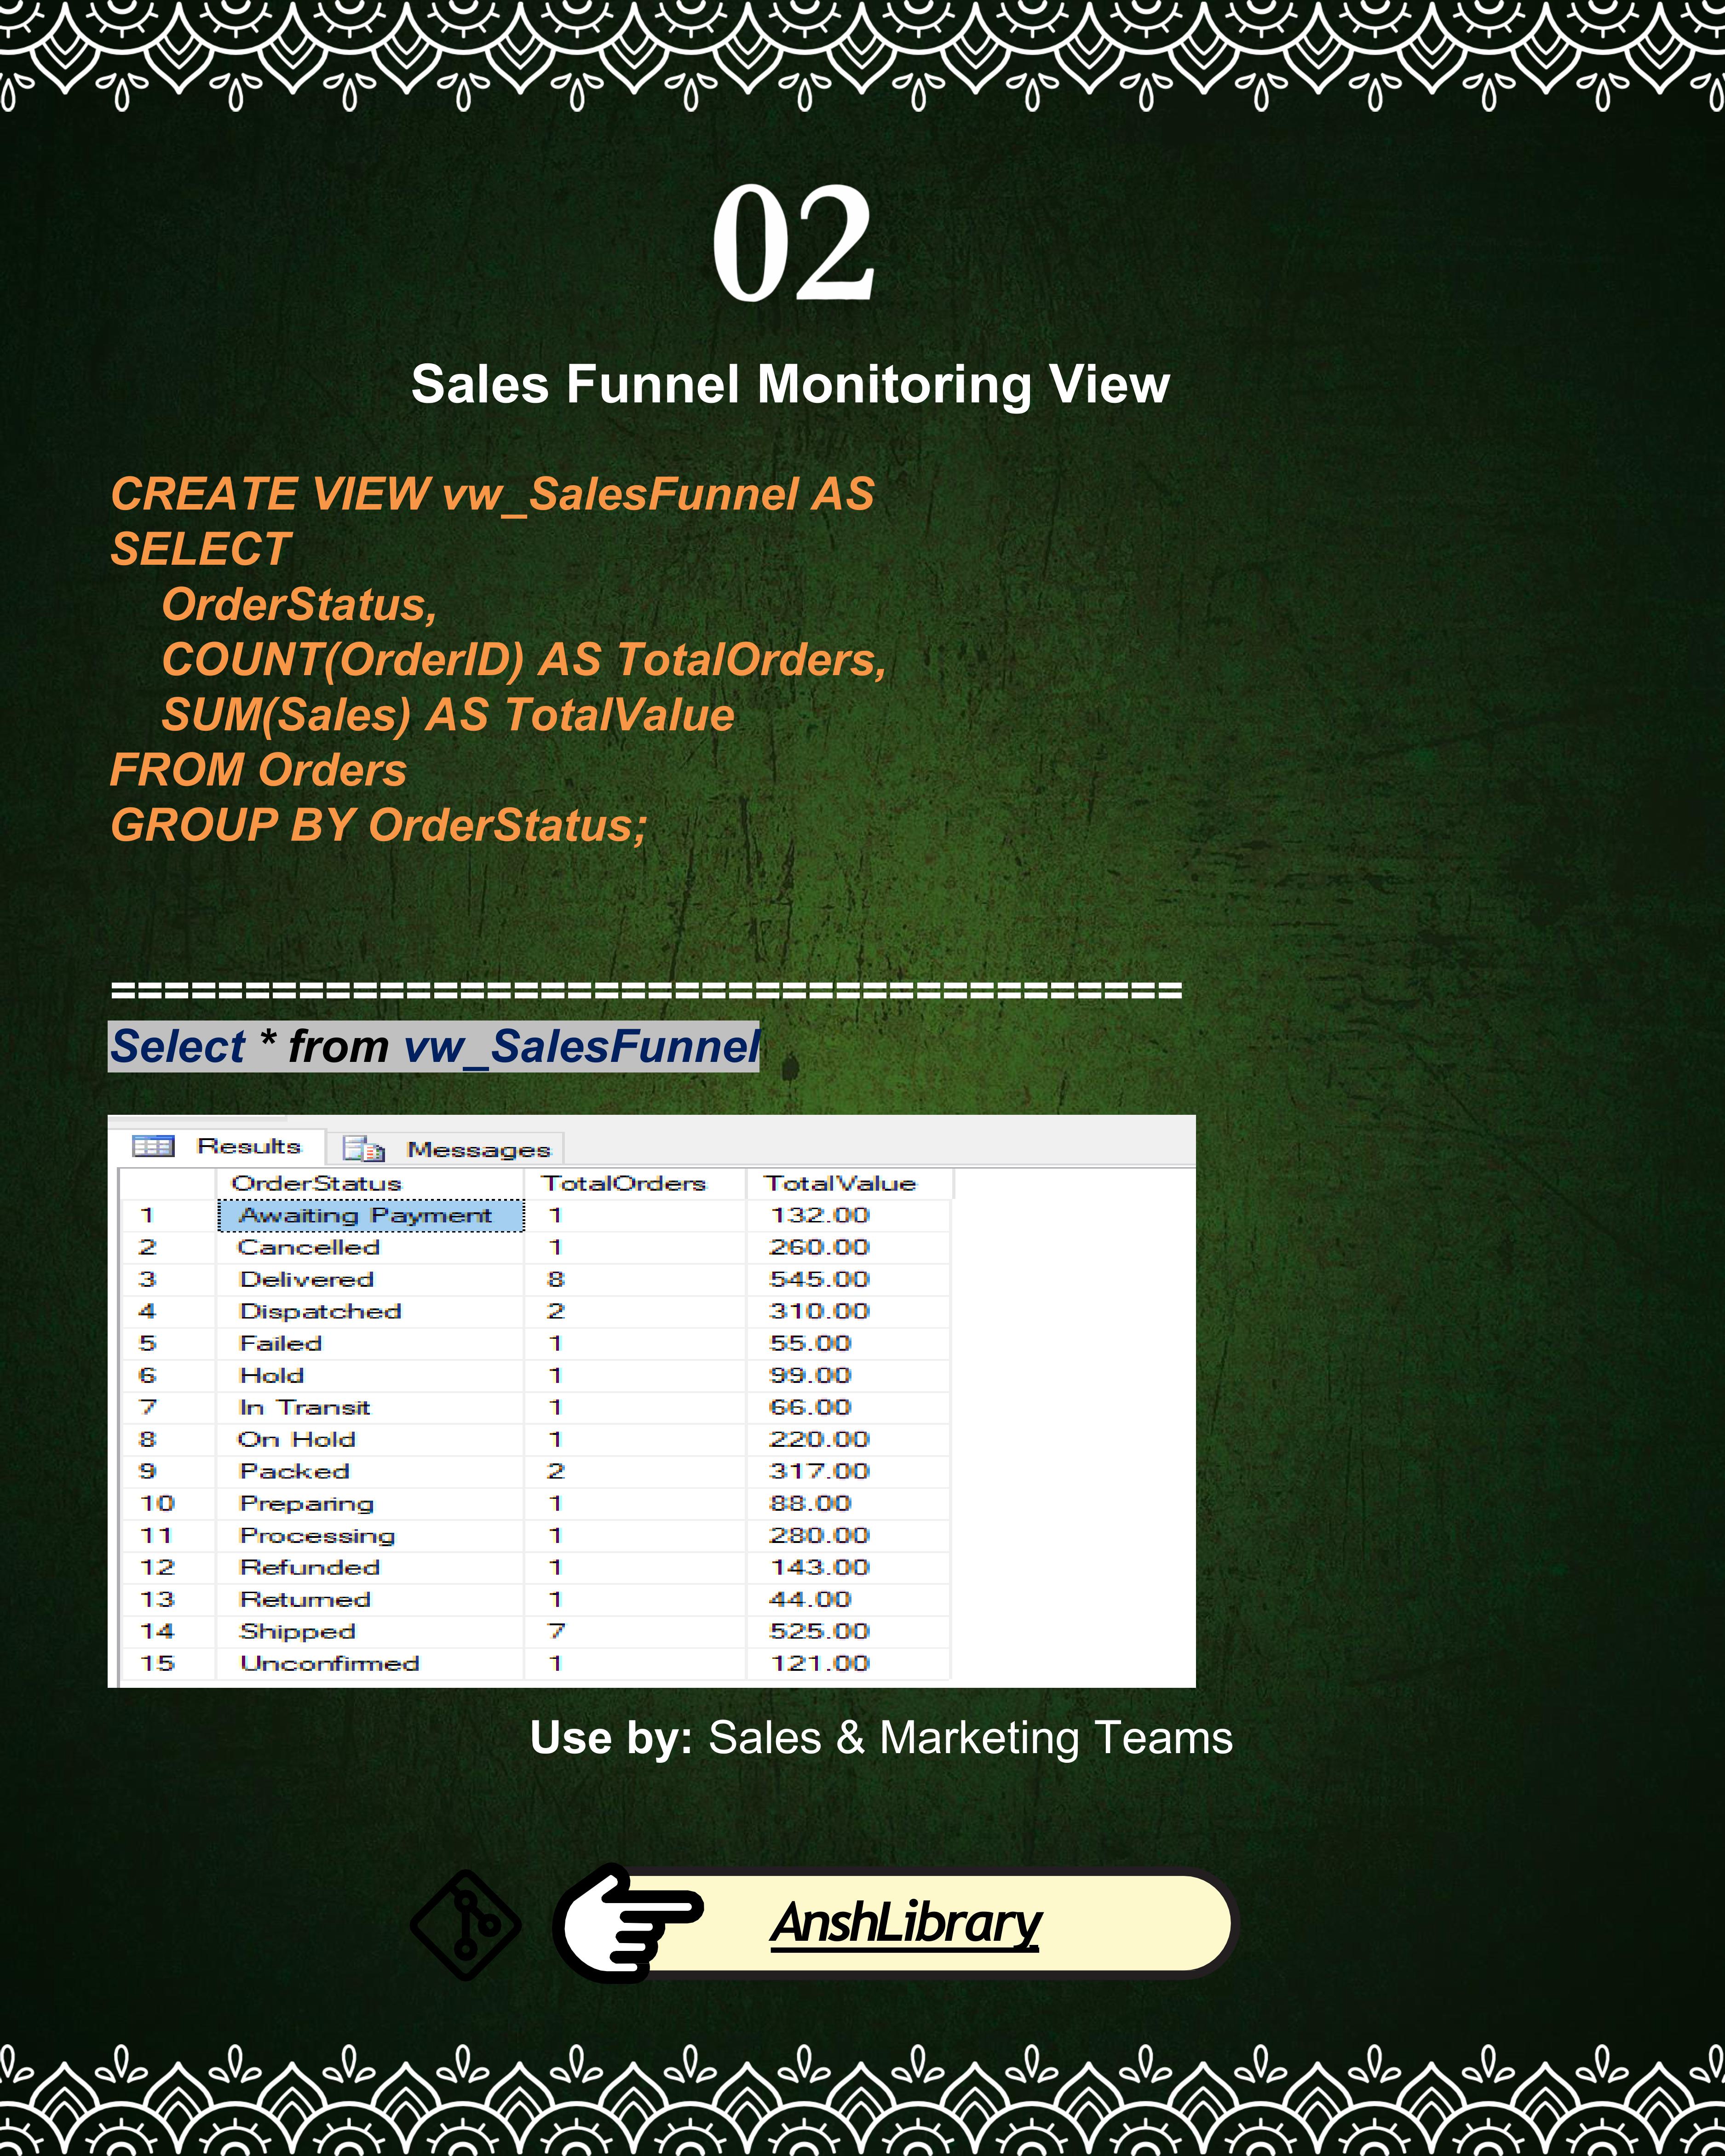 02
Sales Funnel Monitoring View
CREATE VIEW vw_SalesFunnel AS
SELECT
OrderStatus,
COUNT(OrderID) AS TotalOrders,
SUM(Sales) AS TotalValue
FROM Orders
GROUP BY OrderStatus;
========================================
Select * from vw_SalesFunnel
Results Messages
OrderStatus TotalOrders TotalValue
1 Awaiting Payment 1 132.00
2 Cancelled 1 260.00
3 Delivered 8 545.00
4 Dispatched 2 310.00
5 Failed 1 55.00
6 Hold 1 99.00
7 In Transit 1 66.00
8 On Hold 1 220.00
9 Packed 2 317.00
10 Preparing 1 88.00
11 Processing 1 280.00
12 Refunded 1 143.00
13 Returned 1 44.00
14 Shipped 7 525.00
15 Unconfirmed 1 121.00
Use by: Sales & Marketing Teams
AnshLibrary